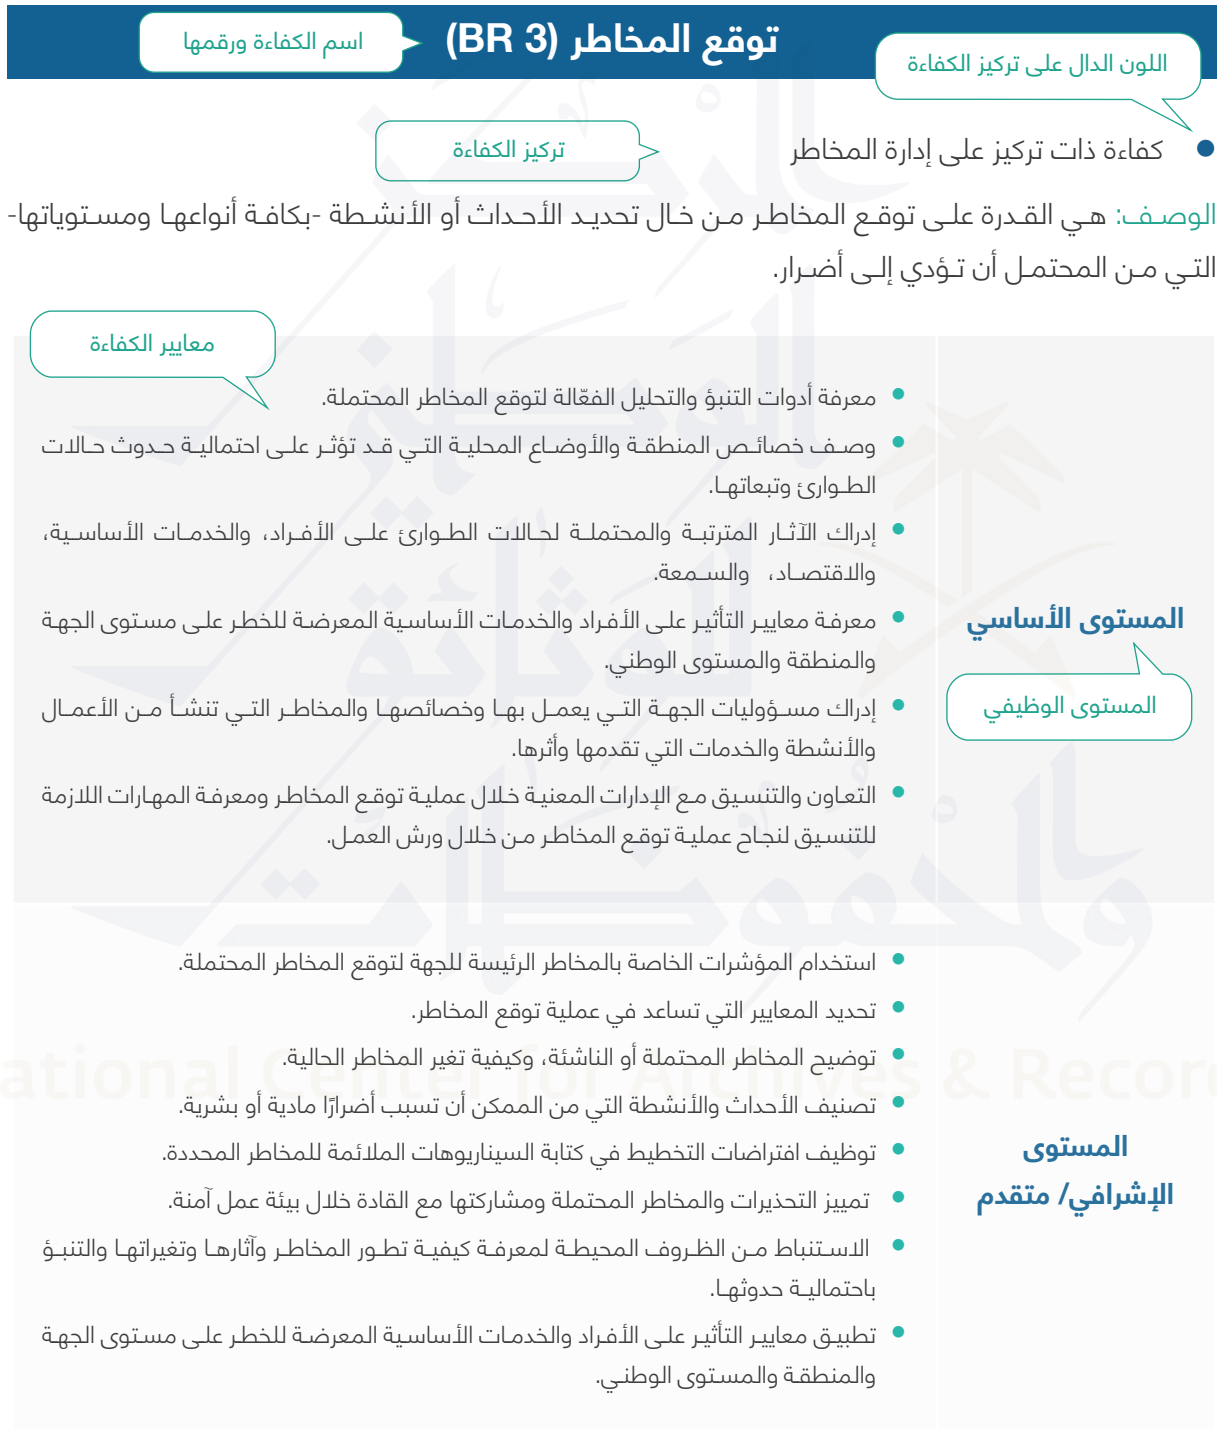 توقع المخاطر (BR 3)
اسم الكفاءة ورقمها
اللون الدال على تركيز الكفاءة
كفاءة ذات تركيز على إدارة المخاطر
تركيز الكفاءة
الوصف: هي القدرة على توقع المخاطر من خال تحديد الأحداث أو الأنشطة -بكافة أنواعها ومستوياتها-
التي من المحتمل أن تؤدي إلى أضرار.
معايير الكفاءة
معرفة أدوات التنبؤ والتحليل الفعّالة لتوقع المخاطر المحتملة.
وصف خصائص المنطقة والأوضاع المحلية التي قد تؤثر على احتمالية حدوث حالات
الطوارئ وتبعاتها.
إدراك الآثار المترتبة والمحتملة لحالات الطوارئ على الأفراد، والخدمات الأساسية،
والاقتصاد، والسمعة.
المستوى الأساسي
معرفة معايير التأثير على الأفراد والخدمات الأساسية المعرضة للخطر على مستوى الجهة
والمنطقة والمستوى الوطني.
المستوى الوظيفي
إدراك مسؤوليات الجهة التي يعمل بها وخصائصها والمخاطر التي تنشأ من الأعمال
والأنشطة والخدمات التي تقدمها وأثرها.
التعاون والتنسيق مع الإدارات المعنية خلال عملية توقع المخاطر ومعرفة المهارات اللازمة
للتنسيق لنجاح عملية توقع المخاطر من خلال ورش العمل.
استخدام المؤشرات الخاصة بالمخاطر الرئيسة للجهة لتوقع المخاطر المحتملة.
تحديد المعايير التي تساعد في عملية توقع المخاطر.
توضيح المخاطر المحتملة أو الناشئة، وكيفية تغير المخاطر الحالية.
تصنيف الأحداث والأنشطة التي من الممكن أن تسبب أضرارًا مادية أو بشرية.
المستوى
الإشرافي/ متقدم
توظيف افتراضات التخطيط في كتابة السيناريوهات الملائمة للمخاطر المحددة.
تمييز التحذيرات والمخاطر المحتملة ومشاركتها مع القادة خلال بيئة عمل آمنة.
الاستنباط من الظروف المحيطة لمعرفة كيفية تطور المخاطر وآثارها وتغيراتها والتنبؤ
باحتمالية حدوثها.
تطبيق معايير التأثير على الأفراد والخدمات الأساسية المعرضة للخطر على مستوى الجهة
والمنطقة والمستوى الوطني.
ational Center for Archives & Recor